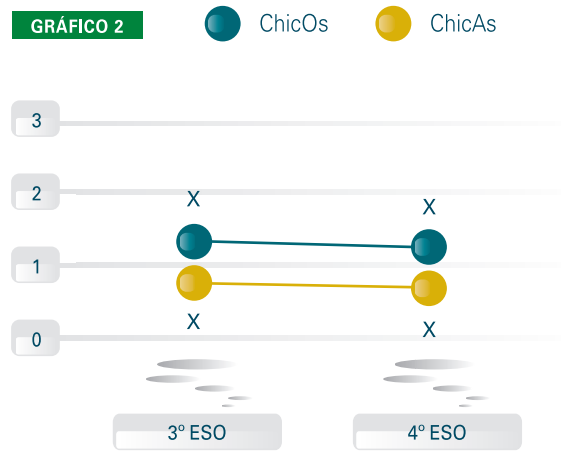 GRÁFICO 2
ChicOs
ChicAs
3
2
X
X
1
X
X
0
3º ESO
4º ESO